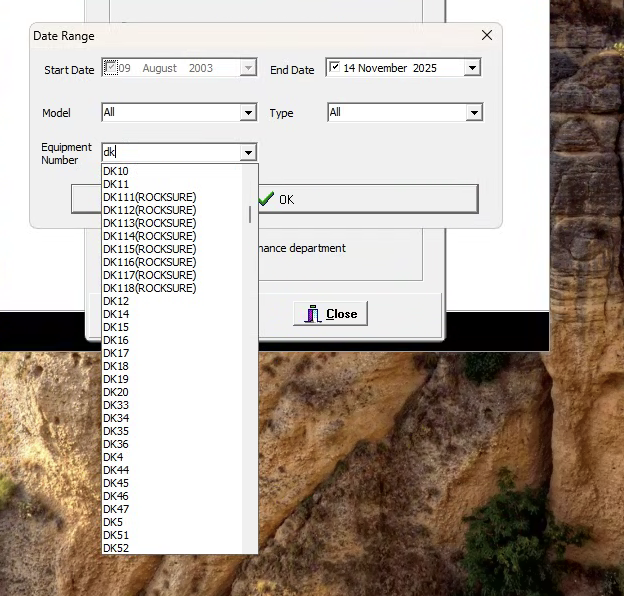 Date Range
Start Date 09 August 2003 End Date 14 November 2025
Model All Type All
Equipment Number dk
OK
DK10
DK11
DK111(ROCKSURE)
DK112(ROCKSURE)
DK113(ROCKSURE)
DK114(ROCKSURE)
DK115(ROCKSURE)
DK116(ROCKSURE)
DK117(ROCKSURE)
DK118(ROCKSURE)
nance department
DK12
DK14
Close
DK15
DK16
DK17
DK18
DK19
DK20
DK33
DK34
DK35
DK36
DK4
DK44
DK45
DK46
DK47
DK5
DK51
DK52